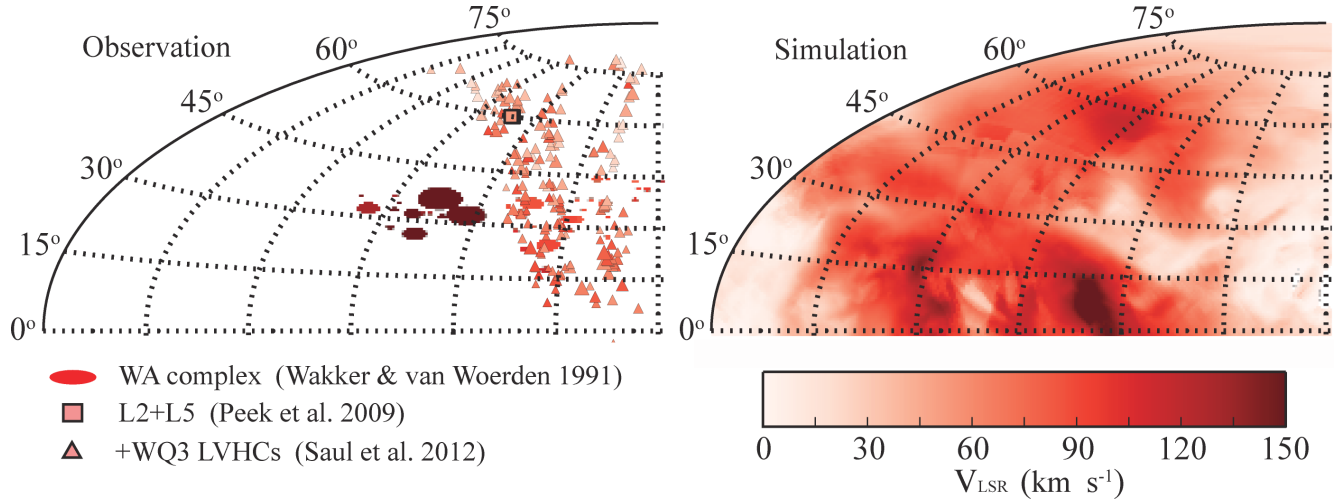 Observation
75°
60°
45°
30°
15°
0°
WA complex (Wakker & van Woerden 1991)
L2+L5 (Peek et al. 2009)
+WQ3 LVHCs (Saul et al. 2012)
Simulation
75°
60°
45°
30°
15°
0°
0 30 60 90 120 150
V_LSR (km s⁻¹)